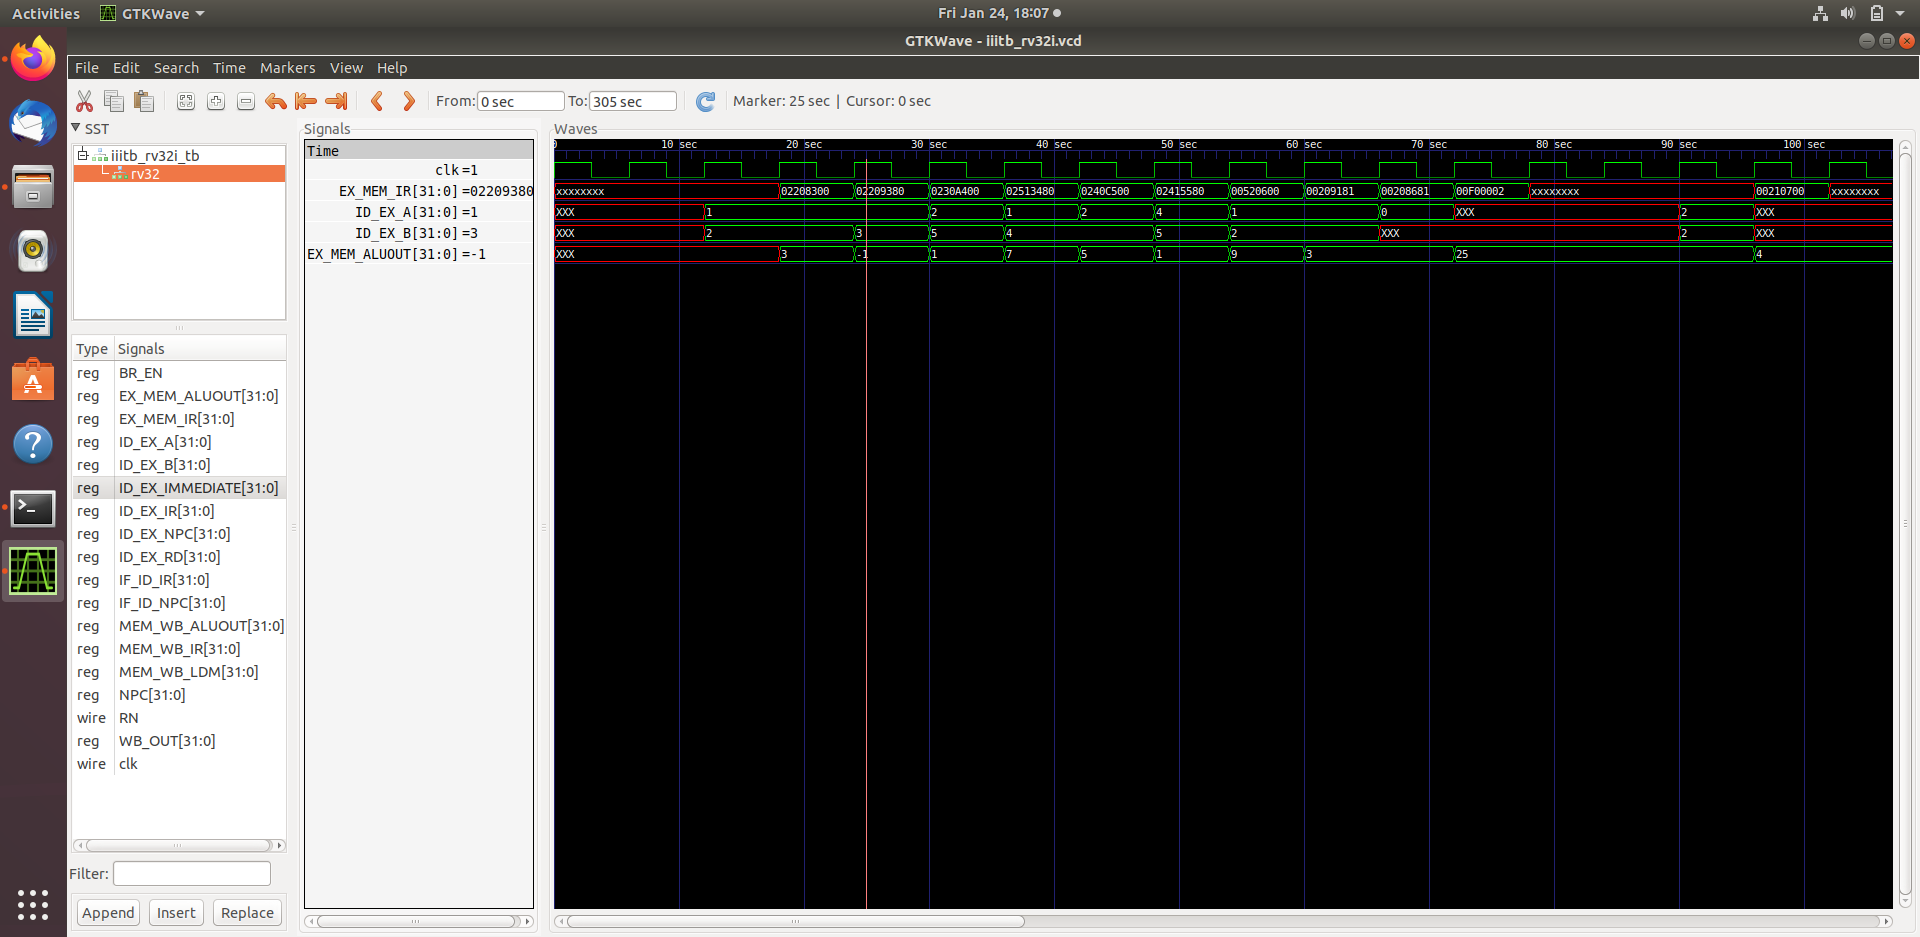 Activities GTKWave Fri Jan 24, 18:07
GTKWave - iiitb_rv32i.vcd
File Edit Search Time Markers View Help
From: 0 sec To: 305 sec Marker: 25 sec | Cursor: 0 sec
SST
iiitb_rv32i_tb
rv32
Type Signals
reg BR_EN
reg EX_MEM_ALUOUT[31:0]
reg EX_MEM_IR[31:0]
reg ID_EX_A[31:0]
reg ID_EX_B[31:0]
reg ID_EX_IMMEDIATE[31:0]
reg ID_EX_IR[31:0]
reg ID_EX_NPC[31:0]
reg ID_EX_RD[31:0]
reg IF_ID_IR[31:0]
reg IF_ID_NPC[31:0]
reg MEM_WB_ALUOUT[31:0]
reg MEM_WB_IR[31:0]
reg MEM_WB_LDM[31:0]
reg NPC[31:0]
wire RN
reg WB_OUT[31:0]
wire clk
Filter:
Append Insert Replace
Signals
Time
clk =1
EX_MEM_IR[31:0] =02209380
ID_EX_A[31:0] =1
ID_EX_B[31:0] =3
EX_MEM_ALUOUT[31:0] =-1
Waves
0 10 sec 20 sec 30 sec 40 sec 50 sec 60 sec 70 sec 80 sec 90 sec 100 sec
xxxxxxxx 02208300 02209380 0230A400 02513480 0240C500 02415580 00520600 00209181 00208681 00F00002 xxxxxxxx 00210700 xxxxxxxx
XXX 1 2 1 2 4 1 0 XXX 2 XXX
XXX 2 3 5 4 5 2 XXX 2 XXX
XXX 3 -1 1 7 5 1 9 3 25 4